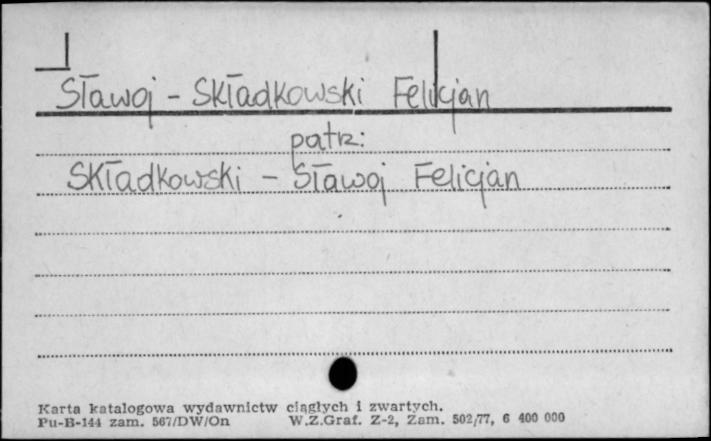 Sławoj - Składkowski Felicjan
patrz:
Składkowski - Sławoj Felicjan
Karta katalogowa wydawnictw ciągłych i zwartych.
Pu-B-144 zam. 567/DW/On W.Z.Graf. Z-2, Zam. 502/77, 6 400 000